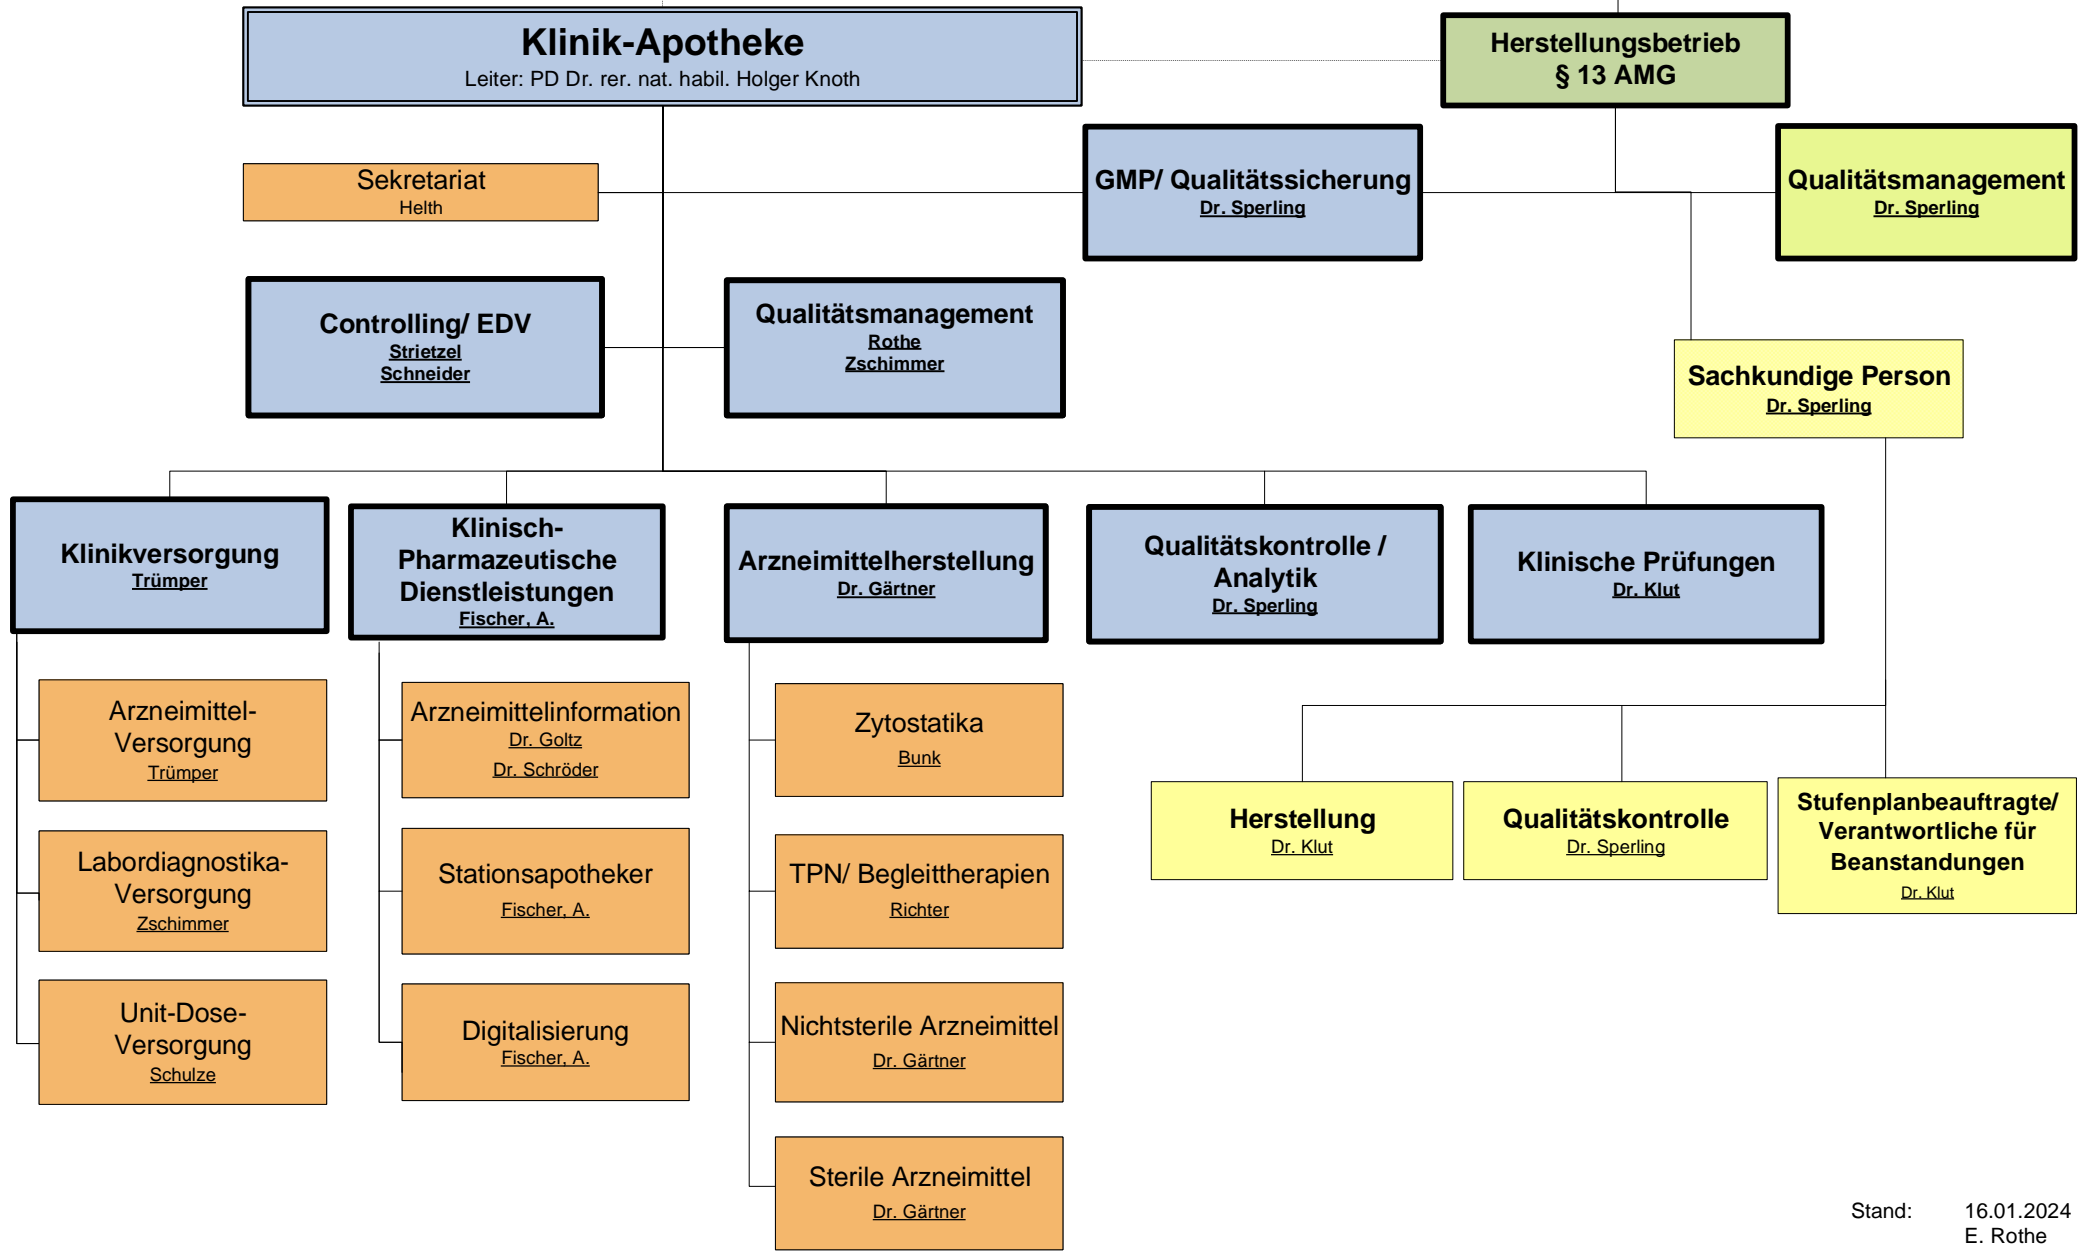 Klinik-Apotheke
Leiter: PD Dr. rer. nat. habil. Holger Knoth
Herstellungsbetrieb
§ 13 AMG
Sekretariat
Helth
GMP/ Qualitätssicherung
Dr. Sperling
Qualitätsmanagement
Dr. Sperling
Controlling/ EDV
Strietzel
Schneider
Qualitätsmanagement
Rothe
Zschimmer
Sachkundige Person
Dr. Sperling
Klinikversorgung
Trümper
Klinisch-
Pharmazeutische
Dienstleistungen
Fischer, A.
Arzneimittelherstellung
Dr. Gärtner
Qualitätskontrolle /
Analytik
Dr. Sperling
Klinische Prüfungen
Dr. Klut
Arzneimittel-
Versorgung
Trümper
Arzneimittelinformation
Dr. Goltz
Dr. Schröder
Zytostatika
Bunk
Herstellung
Dr. Klut
Qualitätskontrolle
Dr. Sperling
Stufenplanbeauftragte/
Verantwortliche für
Beanstandungen
Dr. Klut
Labordiagnostika-
Versorgung
Zschimmer
Stationsapotheker
Fischer, A.
TPN/ Begleittherapien
Richter
Unit-Dose-
Versorgung
Schulze
Digitalisierung
Fischer, A.
Nichtsterile Arzneimittel
Dr. Gärtner
Sterile Arzneimittel
Dr. Gärtner
Stand: 16.01.2024
E. Rothe